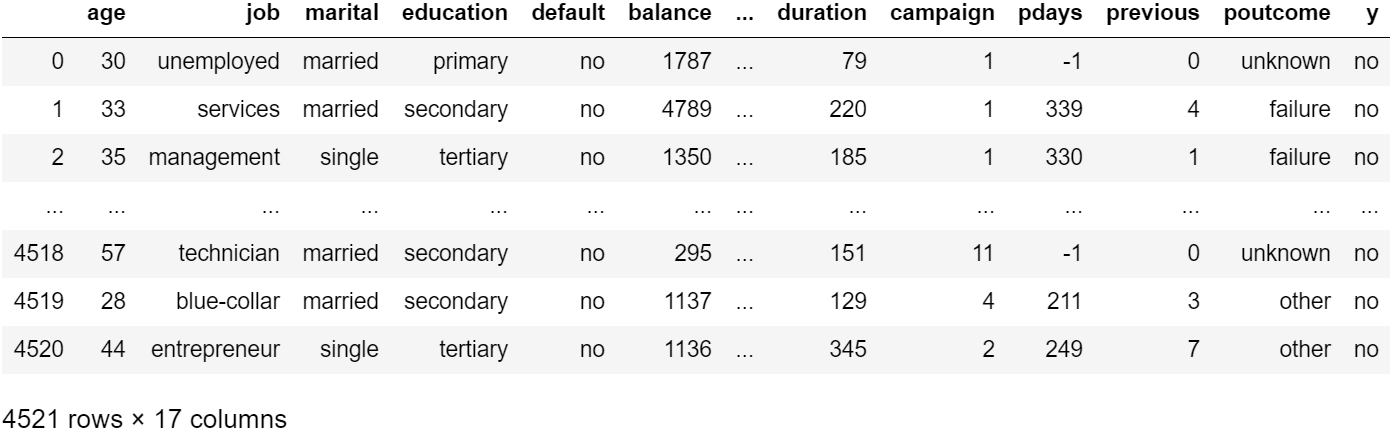 age job marital education default balance ... duration campaign pdays previous poutcome y
0 30 unemployed married primary no 1787 ... 79 1 -1 0 unknown no
1 33 services married secondary no 4789 ... 220 1 339 4 failure no
2 35 management single tertiary no 1350 ... 185 1 330 1 failure no
... ... ... ... ... ... ... ... ... ... ... ... ... ...
4518 57 technician married secondary no 295 ... 151 11 -1 0 unknown no
4519 28 blue-collar married secondary no 1137 ... 129 4 211 3 other no
4520 44 entrepreneur single tertiary no 1136 ... 345 2 249 7 other no
4521 rows × 17 columns